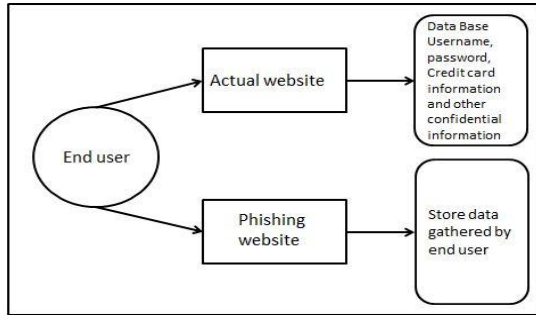 End user
Actual website
Data Base
Username,
password,
Credit card
information
and other
confidential
information
Phishing
website
Store data
gathered by
end user